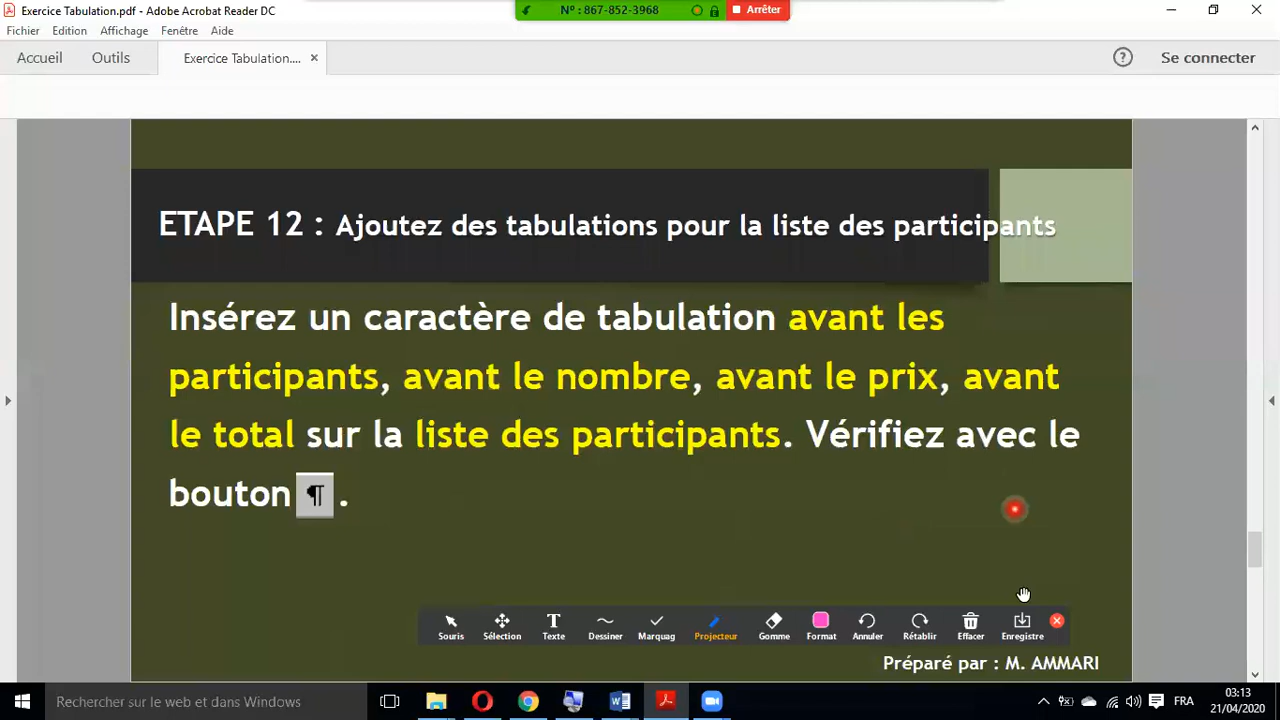 Exercice Tabulation.pdf - Adobe Acrobat Reader DC
N° : 867-852-3968
Arrêter
Fichier Edition Affichage Fenêtre Aide
Accueil Outils Exercice Tabulation.... Se connecter
ETAPE 12 : Ajoutez des tabulations pour la liste des participants
Insérez un caractère de tabulation avant les
participants, avant le nombre, avant le prix, avant
le total sur la liste des participants. Vérifiez avec le
bouton ¶ .
Souris Sélection Texte Dessiner Marquag Projecteur Gomme Format Annuler Rétablir Effacer Enregistre
Préparé par : M. AMMARI
Rechercher sur le web et dans Windows
FRA
03:13
21/04/2020